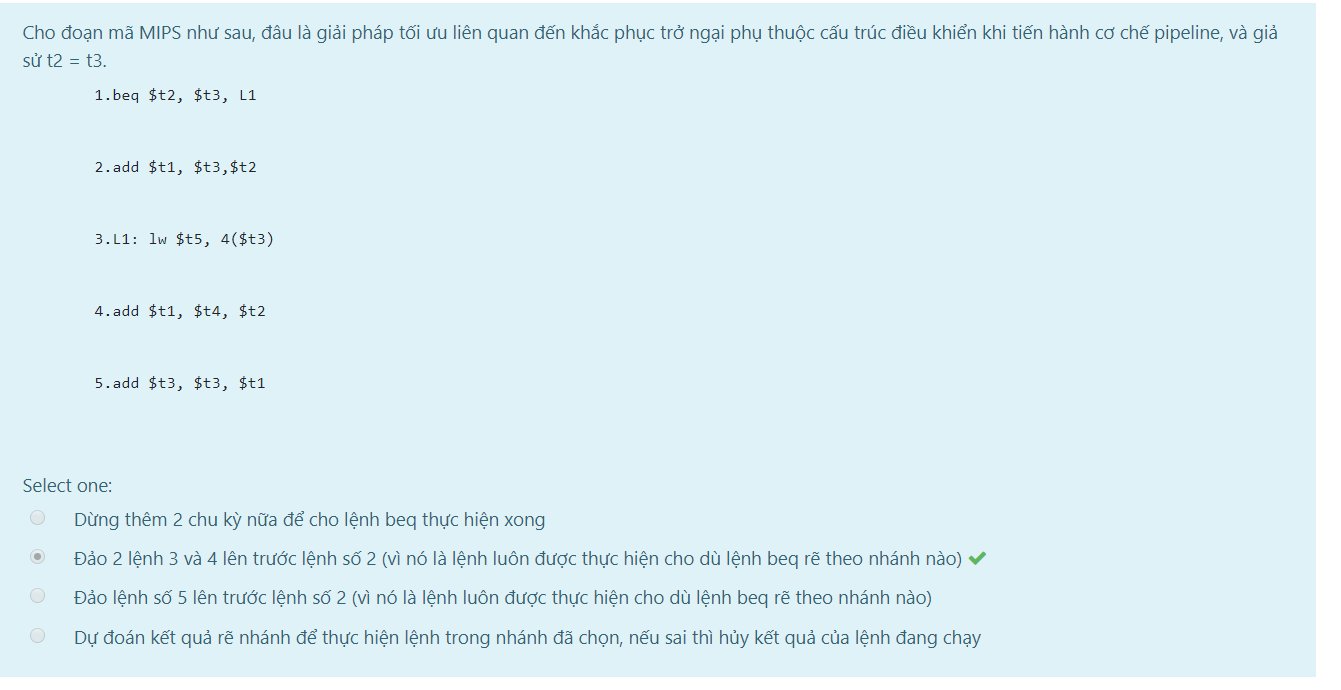 Cho đoạn mã MIPS như sau, đâu là giải pháp tối ưu liên quan đến khắc phục trở ngại phụ thuộc cấu trúc điều khiển khi tiến hành cơ chế pipeline, và giả
sử t2 = t3.
1.beq $t2, $t3, L1
2.add $t1, $t3,$t2
3.L1: lw $t5, 4($t3)
4.add $t1, $t4, $t2
5.add $t3, $t3, $t1
Select one:
Dừng thêm 2 chu kỳ nữa để cho lệnh beq thực hiện xong
Đảo 2 lệnh 3 và 4 lên trước lệnh số 2 (vì nó là lệnh luôn được thực hiện cho dù lệnh beq rẽ theo nhánh nào)
Đảo lệnh số 5 lên trước lệnh số 2 (vì nó là lệnh luôn được thực hiện cho dù lệnh beq rẽ theo nhánh nào)
Dự đoán kết quả rẽ nhánh để thực hiện lệnh trong nhánh đã chọn, nếu sai thì hủy kết quả của lệnh đang chạy